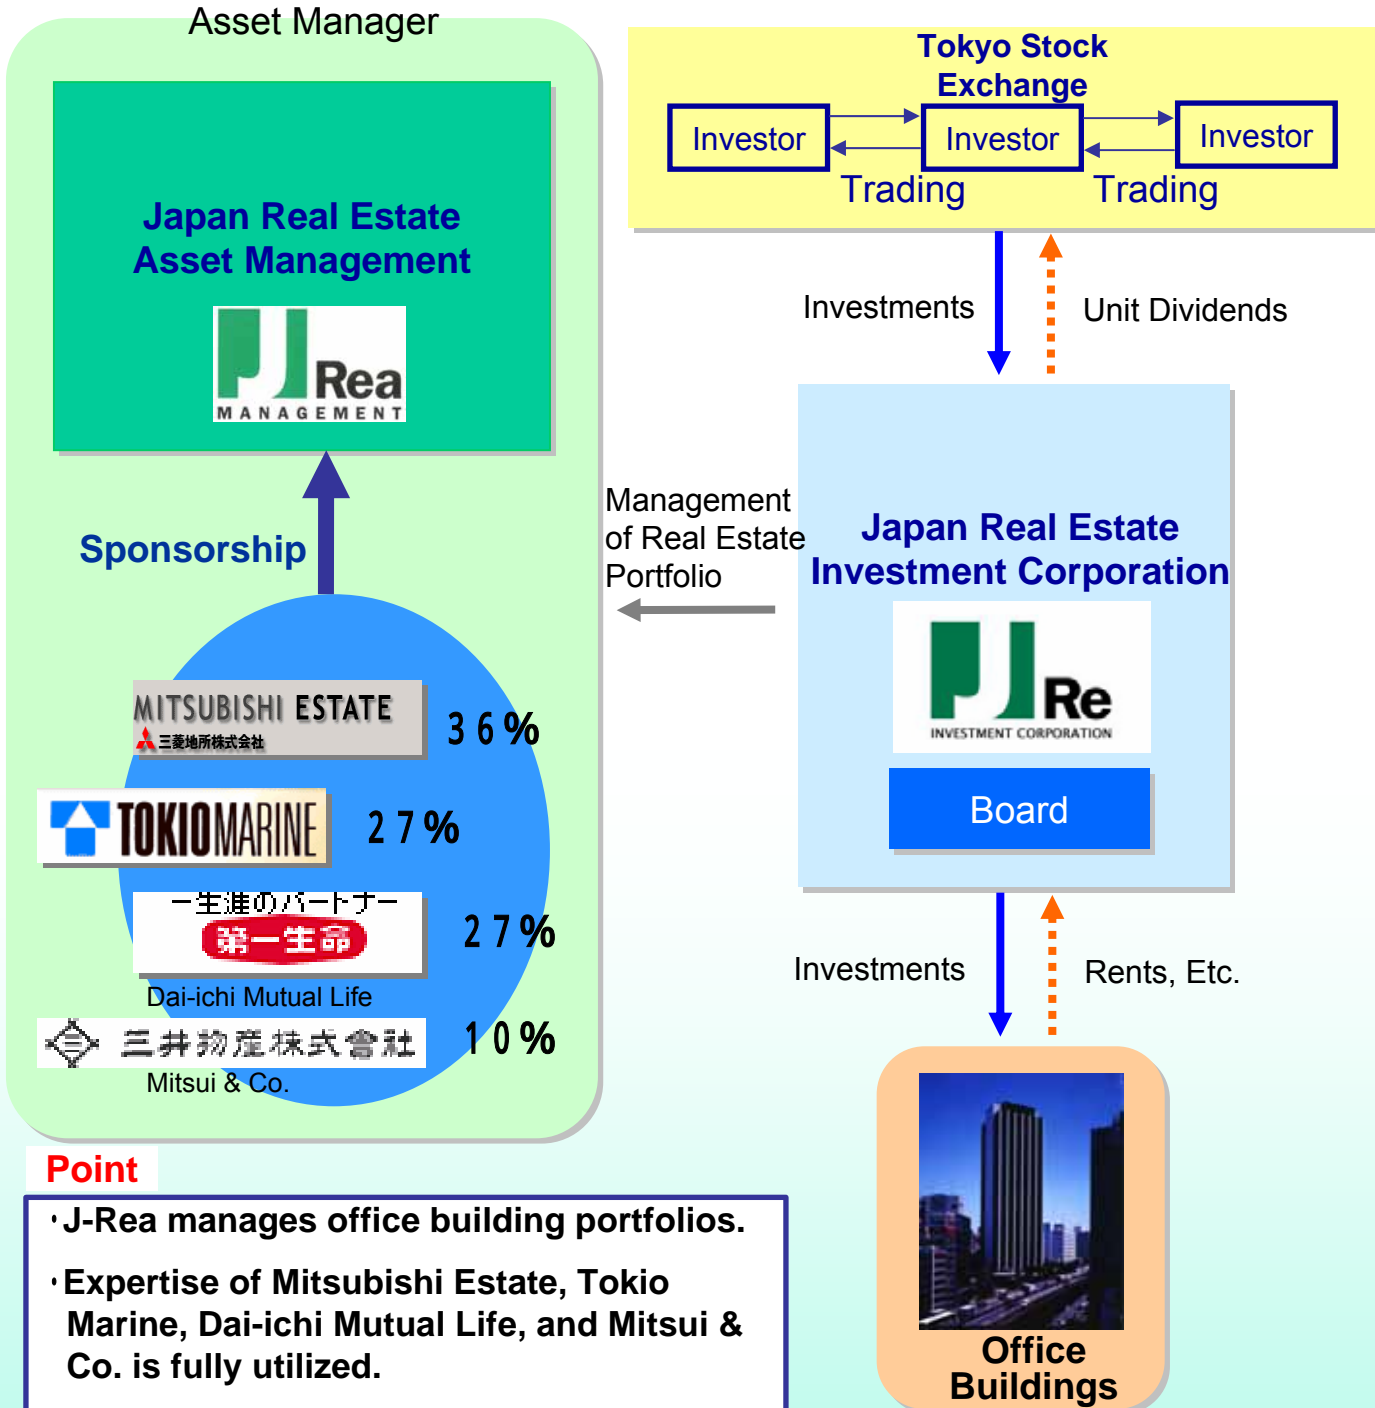 Asset Manager
Japan Real Estate
Asset Management
J Rea
MANAGEMENT
Sponsorship
MITSUBISHI ESTATE
三菱地所株式会社
36%
TOKIOMARINE
27%
一生涯のパートナー
第一生命
27%
Dai-ichi Mutual Life
三井物産株式會社
10%
Mitsui & Co.
Tokyo Stock
Exchange
Investor
Investor
Investor
Trading
Trading
Investments
Unit Dividends
Management
of Real Estate
Portfolio
Japan Real Estate
Investment Corporation
J Re
INVESTMENT CORPORATION
Board
Investments
Rents, Etc.
Office
Buildings
Point
・J-Rea manages office building portfolios.
・Expertise of Mitsubishi Estate, Tokio
Marine, Dai-ichi Mutual Life, and Mitsui &
Co. is fully utilized.